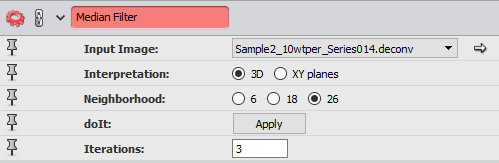 Median Filter
Input Image: Sample2_10wtper_Series014.deconv
Interpretation: 3D XY planes
Neighborhood: 6 18 26
doIt: Apply
Iterations: 3